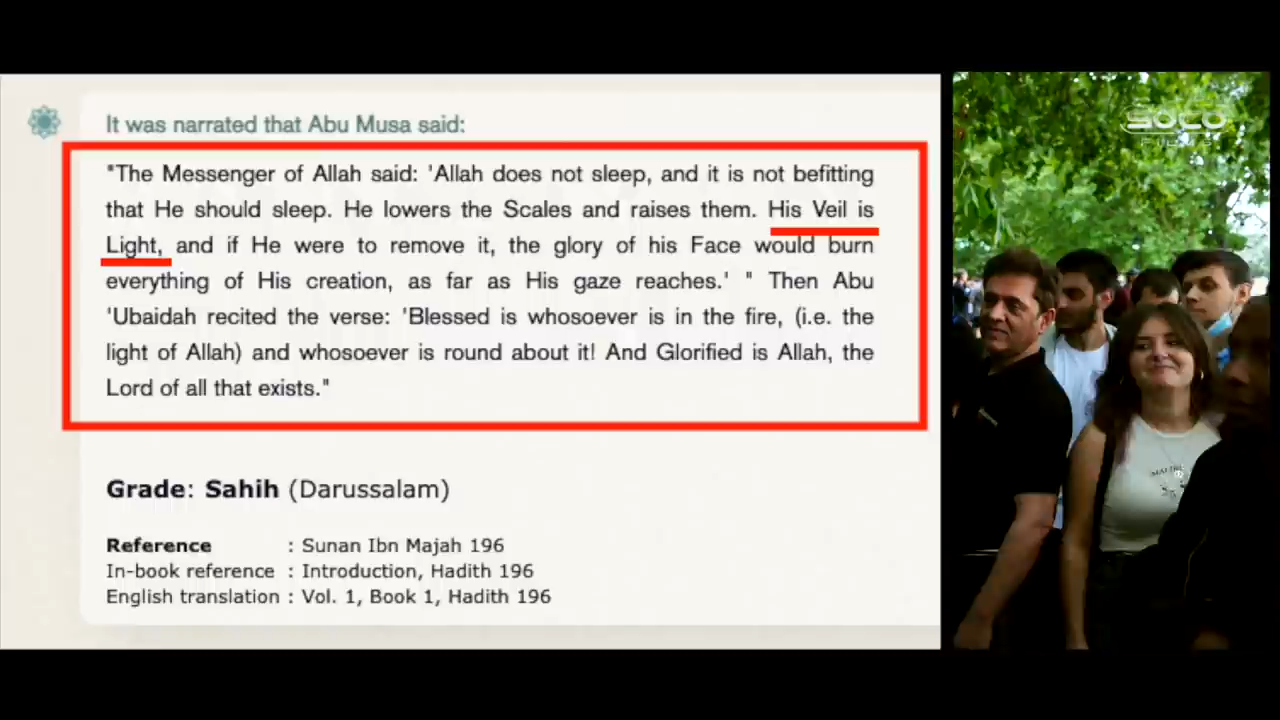 It was narrated that Abu Musa said:
"The Messenger of Allah said: 'Allah does not sleep, and it is not befitting
that He should sleep. He lowers the Scales and raises them. His Veil is
Light, and if He were to remove it, the glory of his Face would burn
everything of His creation, as far as His gaze reaches.' " Then Abu
'Ubaidah recited the verse: 'Blessed is whosoever is in the fire, (i.e. the
light of Allah) and whosoever is round about it! And Glorified is Allah, the
Lord of all that exists."
Grade: Sahih (Darussalam)
Reference : Sunan Ibn Majah 196
In-book reference : Introduction, Hadith 196
English translation : Vol. 1, Book 1, Hadith 196
SOCO
FILMS